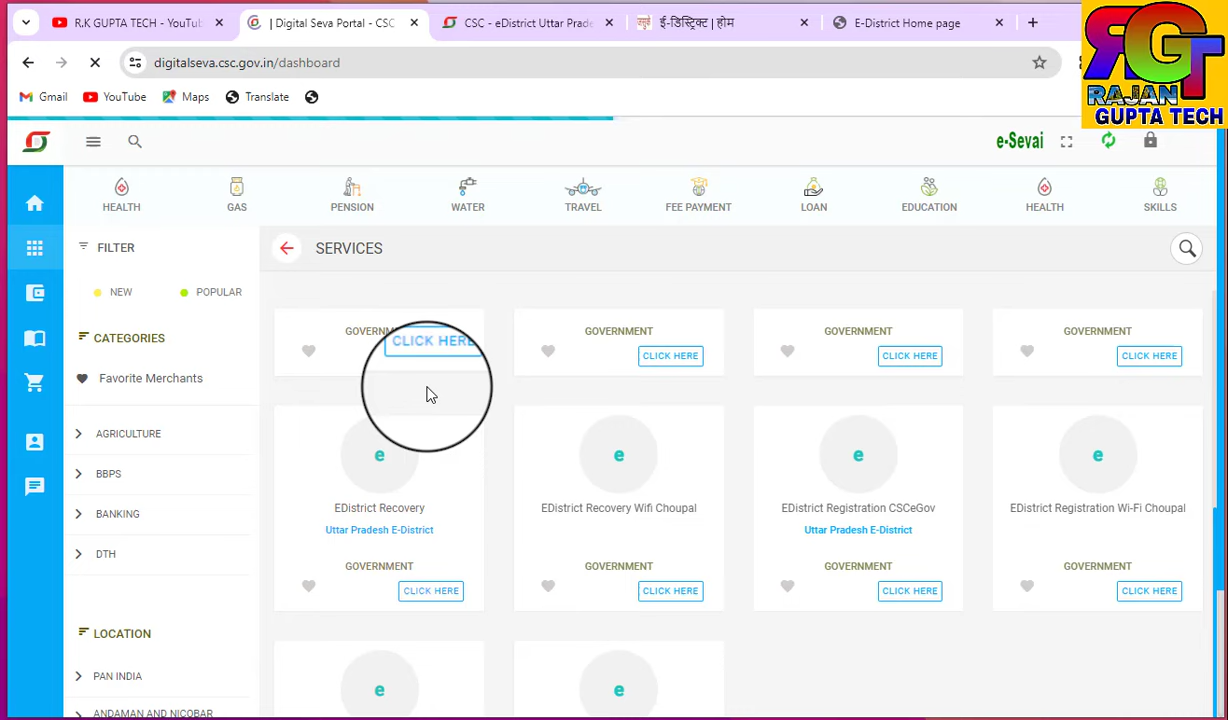 R.K GUPTA TECH - YouTu
| Digital Seva Portal - CSC
CSC - eDistrict Uttar Prade
ई-डिस्ट्रिक्ट | होम
E-District Home page
digitalseva.csc.gov.in/dashboard
Gmail
YouTube
Maps
Translate
RGT
RAJAN
GUPTA TECH
e-Sevai
HEALTH
GAS
PENSION
WATER
TRAVEL
FEE PAYMENT
LOAN
EDUCATION
HEALTH
SKILLS
FILTER
NEW
POPULAR
CATEGORIES
Favorite Merchants
AGRICULTURE
BBPS
BANKING
DTH
LOCATION
PAN INDIA
ANDAMAN AND NICOBAR
SERVICES
GOVERNM
GOVERNMENT
GOVERNMENT
GOVERNMENT
CLICK HERE
CLICK HERE
CLICK HERE
CLICK HERE
e
e
e
e
EDistrict Recovery
EDistrict Recovery Wifi Choupal
EDistrict Registration CSCeGov
EDistrict Registration Wi-Fi Choupal
Uttar Pradesh E-District
Uttar Pradesh E-District
GOVERNMENT
GOVERNMENT
GOVERNMENT
GOVERNMENT
CLICK HERE
CLICK HERE
CLICK HERE
CLICK HERE
e
e